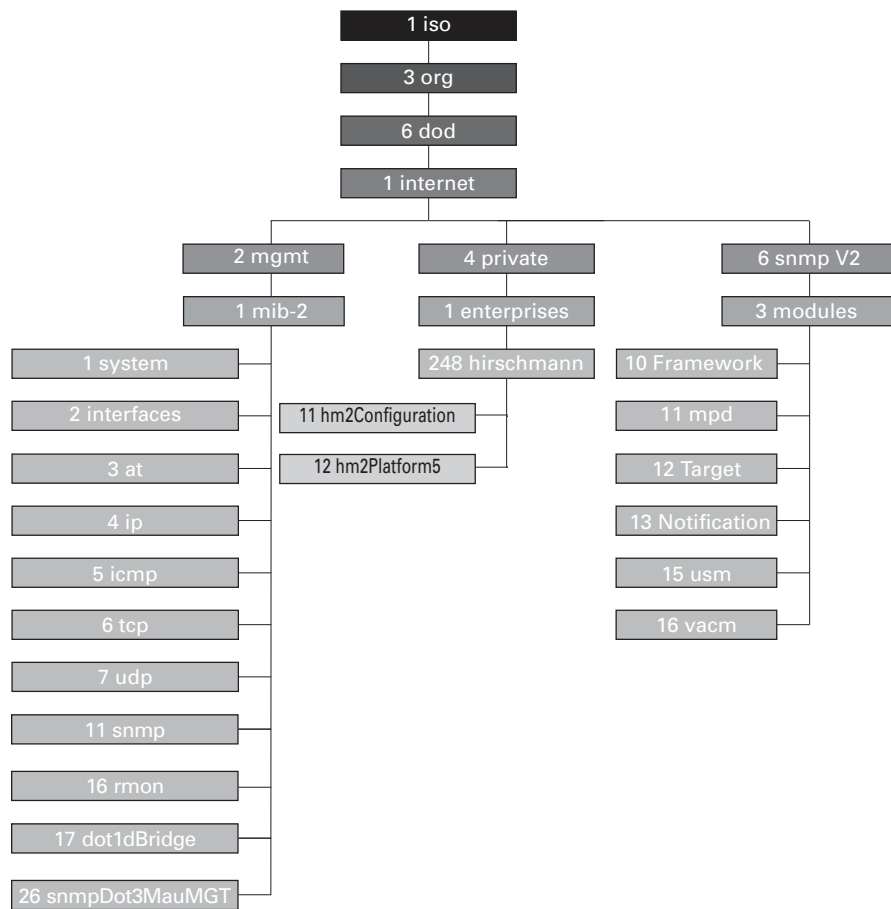 1 iso
3 org
6 dod
1 internet
2 mgmt
4 private
6 snmp V2
1 mib-2
1 enterprises
3 modules
1 system
248 hirschmann
10 Framework
2 interfaces
11 hm2Configuration
11 mpd
3 at
12 hm2Platform5
12 Target
4 ip
13 Notification
5 icmp
15 usm
6 tcp
16 vacm
7 udp
11 snmp
16 rmon
17 dot1dBridge
26 snmpDot3MauMGT